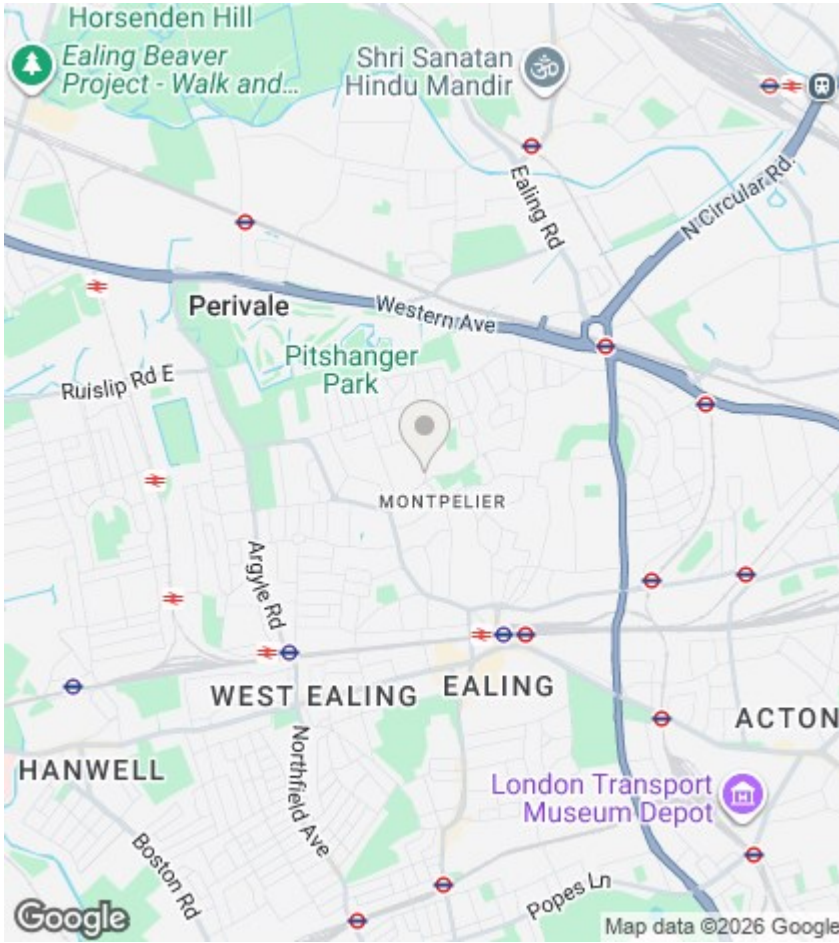 Horsenden Hill
Ealing Beaver
Project - Walk and...
Shri Sanatan
Hindu Mandir
Ealing Rd
N Circular Rd.
Perivale
Western Ave
Pitshanger
Park
Ruislip Rd E
MONTPELIER
Argyle Rd
WEST EALING
EALING
ACTON
HANWELL
Northfield Ave
London Transport
Museum Depot
Boston Rd
Popes Ln
Google
Map data ©2026 Google